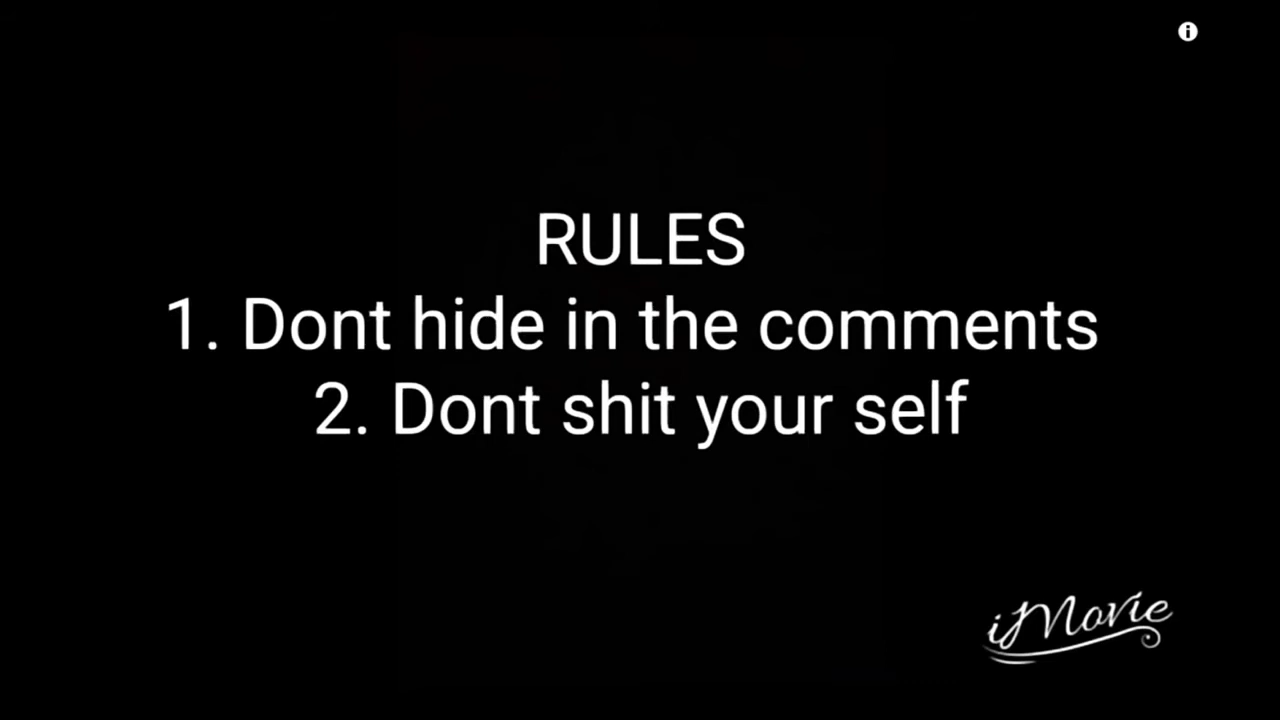 RULES
1. Dont hide in the comments
2. Dont shit your self
iMovie